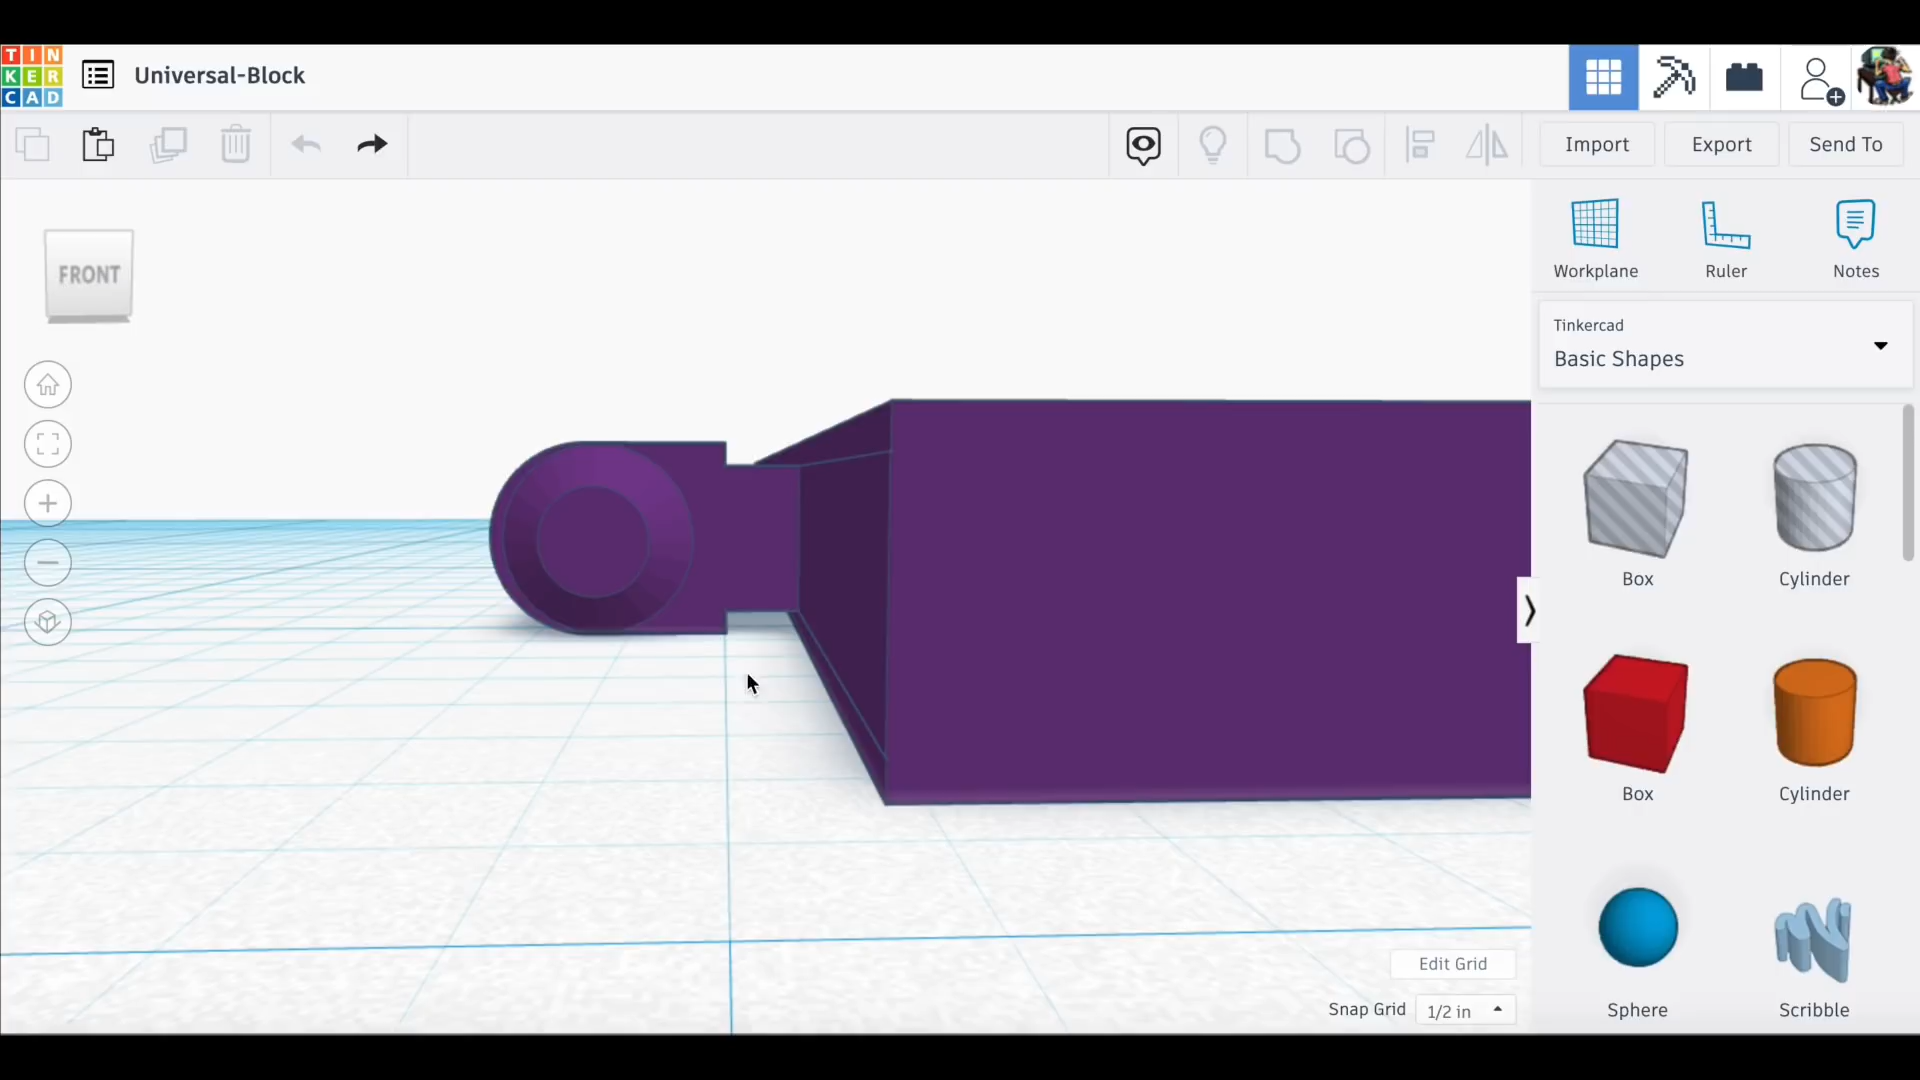 TIN
KER
CAD
Universal-Block
Import
Export
Send To
FRONT
Workplane
Ruler
Notes
Tinkercad
Basic Shapes
Box
Cylinder
Box
Cylinder
Edit Grid
Snap Grid
1/2 in
Sphere
Scribble